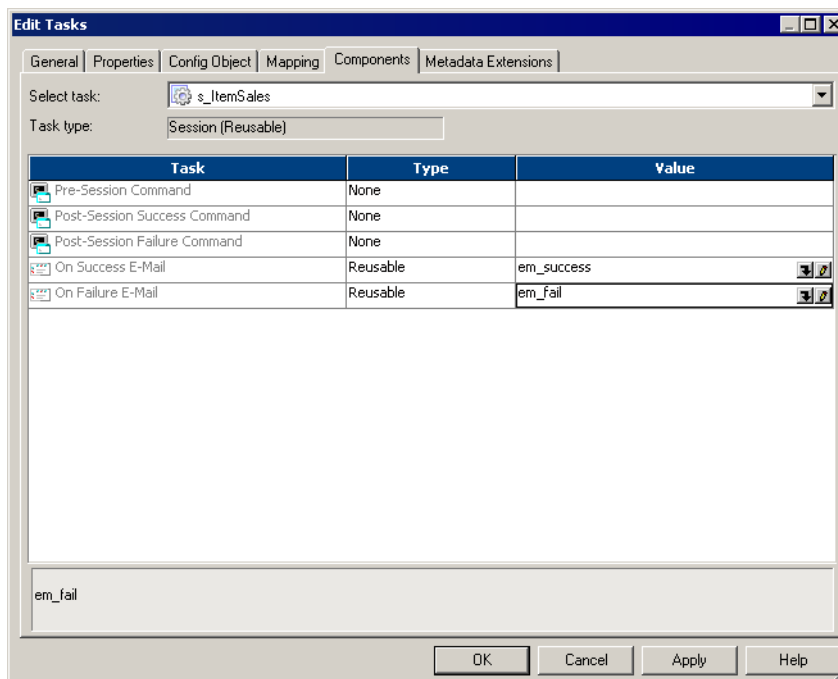 Edit Tasks
General Properties Config Object Mapping Components Metadata Extensions
Select task: s_ItemSales
Task type: Session (Reusable)
Task Type Value
Pre-Session Command None
Post-Session Success Command None
Post-Session Failure Command None
On Success E-Mail Reusable em_success
On Failure E-Mail Reusable em_fail
em_fail
OK Cancel Apply Help